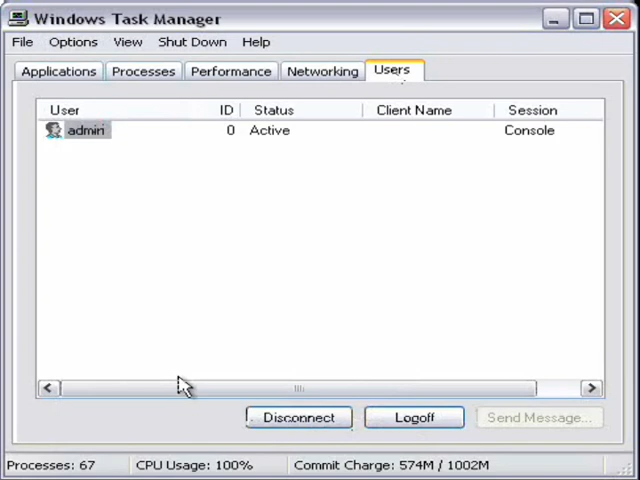 Windows Task Manager
File Options View Shut Down Help
Applications Processes Performance Networking Users
User ID Status Client Name Session
admin 0 Active Console
Disconnect Logoff Send Message...
Processes: 67 CPU Usage: 100% Commit Charge: 574M / 1002M